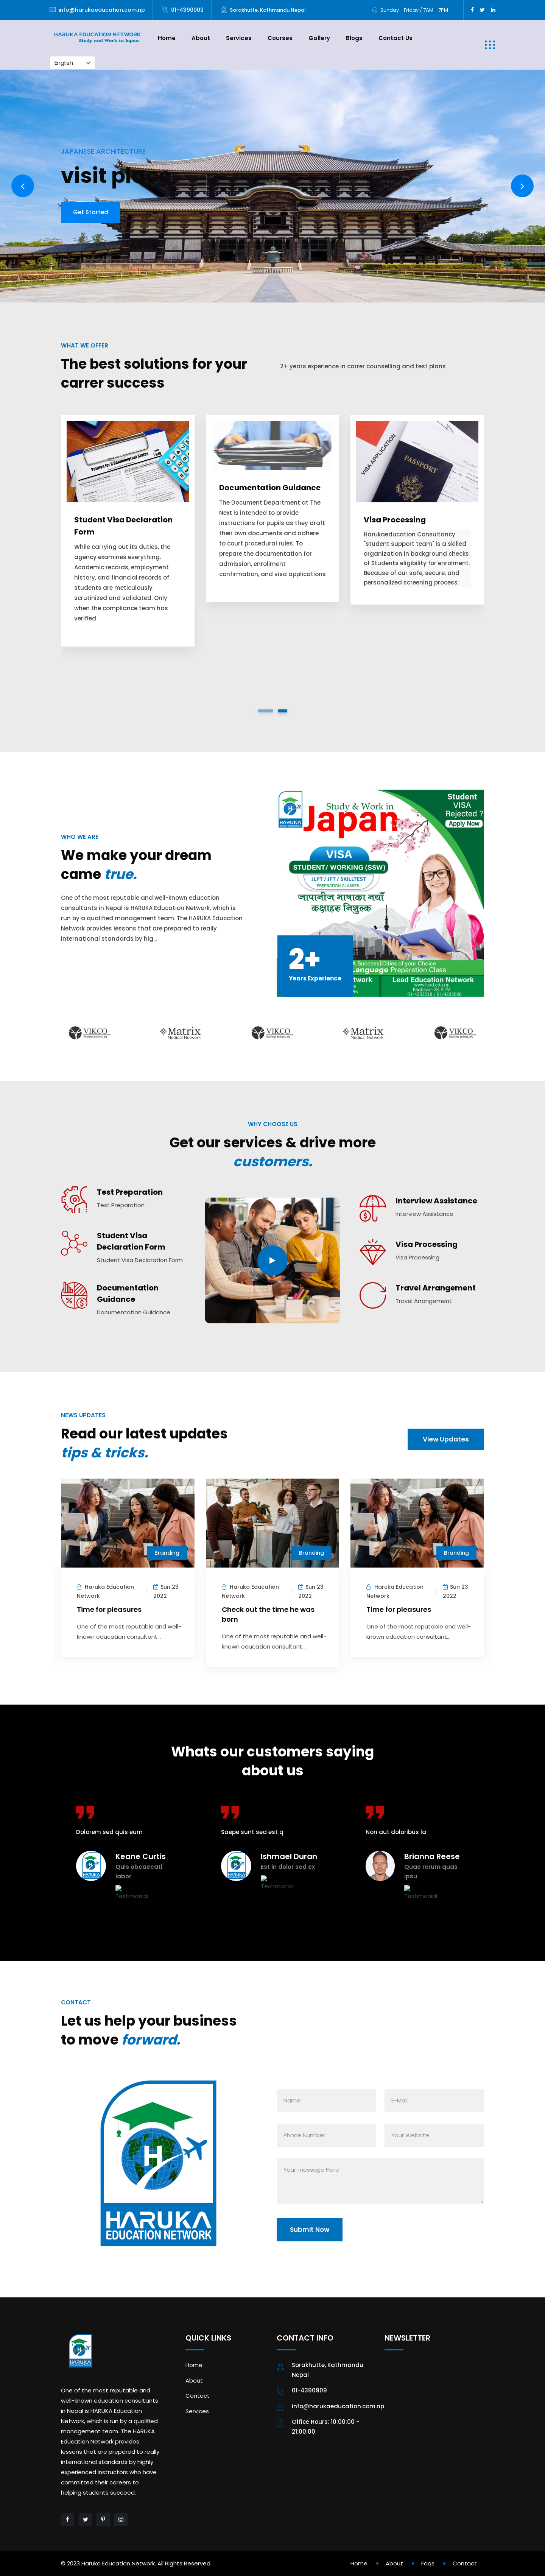 info@harukaeducation.com.np
01-4390909
Sorakhutte, Kathmandu Nepal
Sunday - Friday / 7AM - 7PM
HARUKA EDUCATION NETWORK
Study and Work in Japan
Home
About
Services
Courses
Gallery
Blogs
Contact Us
English
JAPANESE ARCHITECTURE
visit
Get Started
WHAT WE OFFER
The best solutions for your
carrer success
2+ years experience in carrer counselling and test plans
Petition for Nonimmigrant States
Student Visa Declaration
Form
While carrying out its duties, the
agency examines everything.
Academic records, employment
history, and financial records of
students are meticulously
scrutinized and validated. Only
when the compliance team has
verified
Documentation Guidance
The Document Department at The
Next is intended to provide
instructions for pupils as they draft
their own documents and adhere
to court procedural rules. To
prepare the documentation for
admission, enrollment
confirmation, and visa applications
VISA APPLICATION
PASSPORT
Visa Processing
Harukaeducation Consultancy
"student support team" is a skilled
organization in background checks
of Students eligibility for enrolment.
Because of our safe, secure, and
personalized screening process.
WHO WE ARE
We make your dream
came true.
One of the most reputable and well-known education
consultants in Nepal is HARUKA Education Network, which is
run by a qualified management team. The HARUKA Education
Network provides lessons that are prepared to really
international standards by hig...
HARUKA
Study & Work in
Japan
Student
VISA
Rejected ?
Apply Now
VISA
STUDENT/ WORKING (SSW)
JLPT / JFT / SKILLTEST
PREPARATION CLASSES
जापानीज भाषाका नयाँ
कक्षाहरु निशुल्क
Success
Cities of your Choice
Language Preparation Class
twork
Lead Education Network
www.lead.edu.np
01-4233018 / 01/4233026
2+
Years Experience
VIKCO
Matrix
Medical Network
VIKCO
Matrix
Medical Network
VIKCO
WHY CHOOSE US
Get our services & drive more
customers.
Test Preparation
Test Preparation
Student Visa
Declaration Form
Student Visa Declaration Form
Documentation
Guidance
Documentation Guidance
Interview Assistance
Interview Assistance
Visa Processing
Visa Processing
Travel Arrangement
Travel Arrangement
NEWS UPDATES
Read our latest updates
tips & tricks.
View Updates
Branding
Haruka Education
Network
/
Sun 23
2022
Time for pleasures
One of the most reputable and well-
known education consultant...
Branding
Haruka Education
Network
/
Sun 23
2022
Check out the time he was
born
One of the most reputable and well-
known education consultant...
Branding
Haruka Education
Network
/
Sun 23
2022
Time for pleasures
One of the most reputable and well-
known education consultant...
Whats our customers saying
about us
Dolorem sed quis eum
Keane Curtis
Quis obcaecati
labor
Testimonial
Saepe sunt sed est q
Ishmael Duran
Est in dolor sed ex
Testimonial
Non aut doloribus la
Brianna Reese
Quae rerum quas
ipsu
Testimonial
CONTACT
Let us help your business
to move forward.
H
HARUKA
EDUCATION NETWORK
Name
E-Mail
Phone Number
Your Website
Your message Here
Submit Now
HARUKA
One of the most reputable and
well-known education consultants
in Nepal is HARUKA Education
Network, which is run by a qualified
management team. The HARUKA
Education Network provides
lessons that are prepared to really
international standards by highly
experienced instructors who have
committed their careers to
helping students succeed.
QUICK LINKS
Home
About
Contact
Services
CONTACT INFO
Sorakhutte, Kathmandu
Nepal
01-4390909
info@harukaeducation.com.np
Office Hours: 10:00:00 -
21:00:00
NEWSLETTER
© 2023 Haruka Education Network. All Rights Reserved.
Home
About
Faqs
Contact